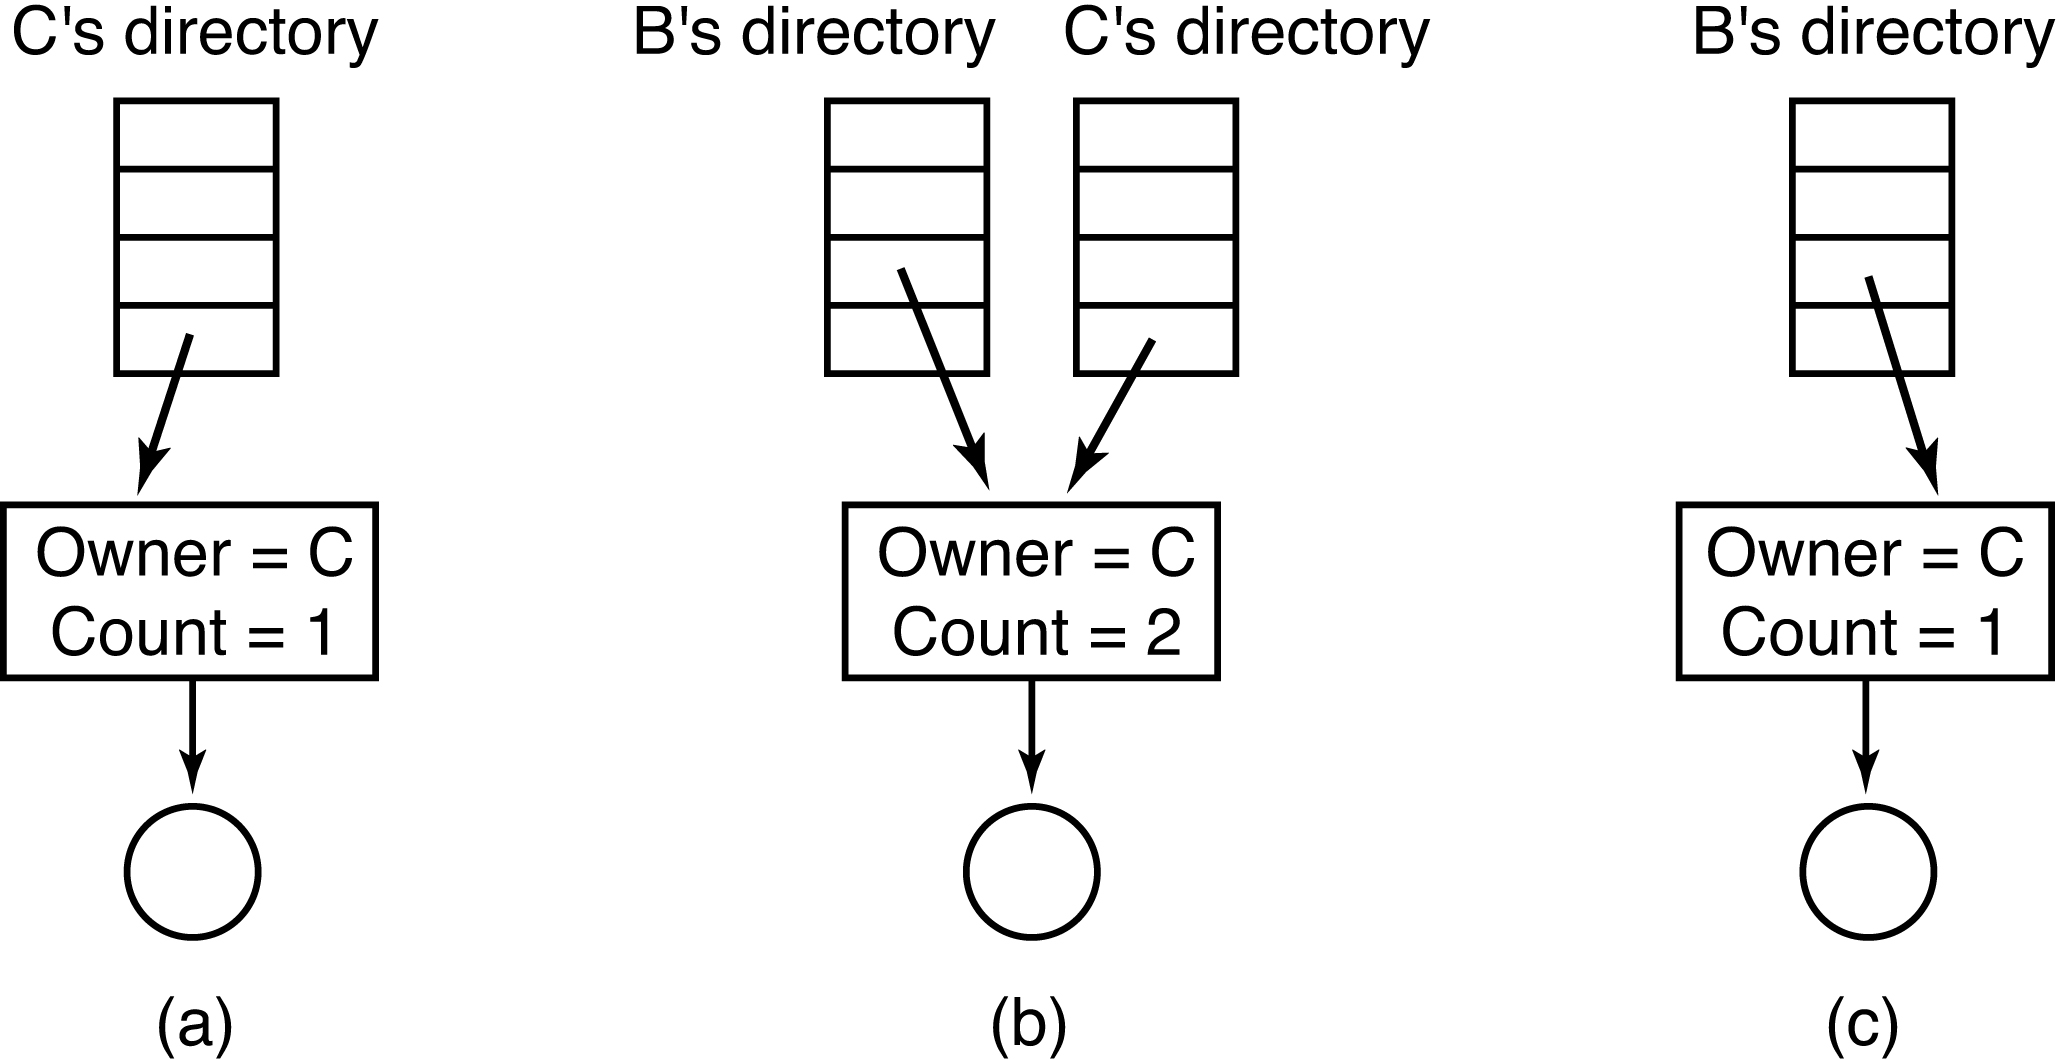 C's directory
B's directory
C's directory
B's directory
Owner = C
Count = 1
Owner = C
Count = 2
Owner = C
Count = 1
(a)
(b)
(c)